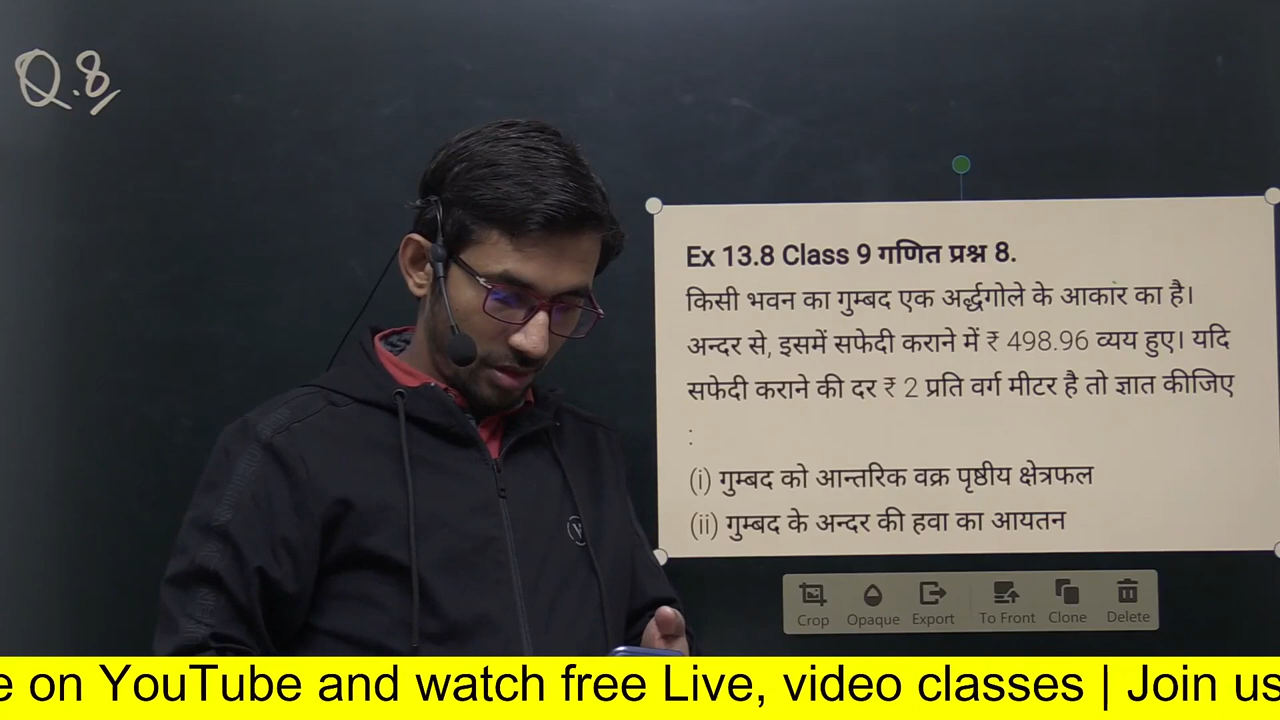 Q.8
Ex 13.8 Class 9 गणित प्रश्न 8.
किसी भवन का गुम्बद एक अर्द्धगोले के आकार का है।
अन्दर से, इसमें सफेदी कराने में ₹ 498.96 व्यय हुए। यदि
सफेदी कराने की दर ₹ 2 प्रति वर्ग मीटर है तो ज्ञात कीजिए
:
(i) गुम्बद को आन्तरिक वक्र पृष्ठीय क्षेत्रफल
(ii) गुम्बद के अन्दर की हवा का आयतन
Crop Opaque Export To Front Clone Delete
e on YouTube and watch free Live, video classes | Join us